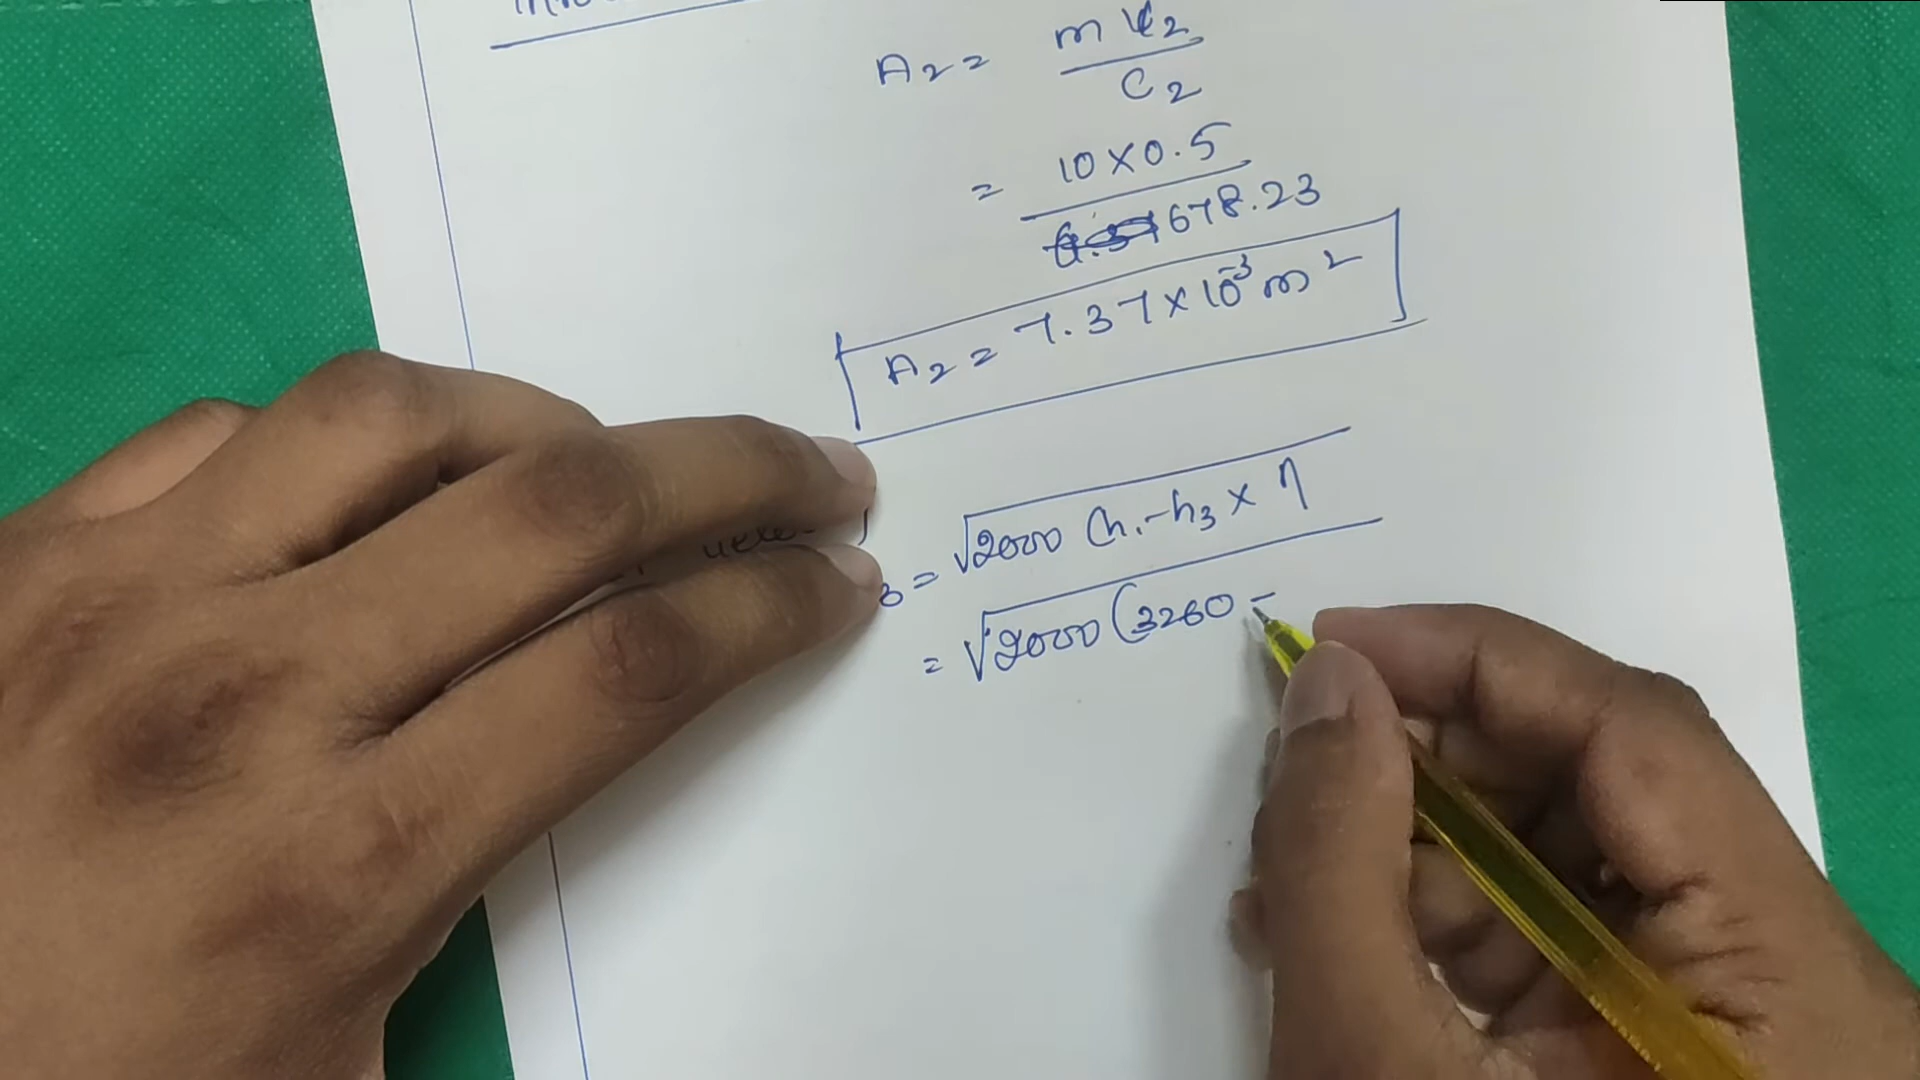 A₂ = m v₂ / C₂
= 10 × 0.5 / 678.23
A₂ = 7.37 × 10⁻³ m²
3 = √2000 (h₁ - h₃ × η
= √2000 (3260 -